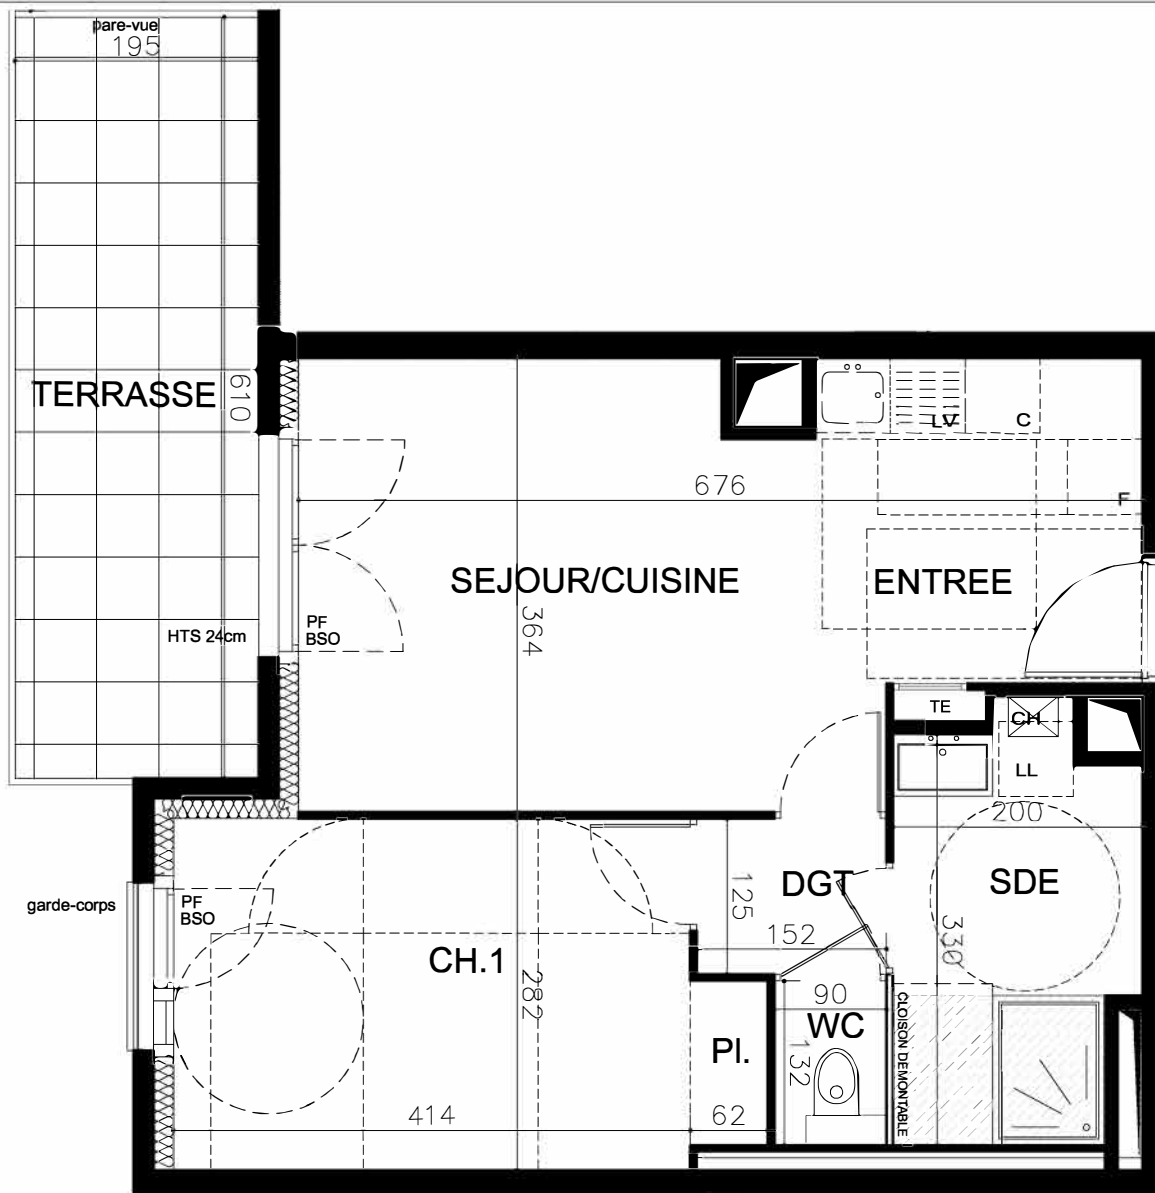 pare-vue
195
TERRASSE
610
LV
C
676
F
SEJOUR/CUISINE
ENTREE
364
PF
BSO
HTS 24cm
TE
CH
LL
200
PF
BSO
garde-corps
125
DGT
SDE
152
330
CH.1
282
90
WC
132
Pl.
CLOISON DEMONTABLE
414
62